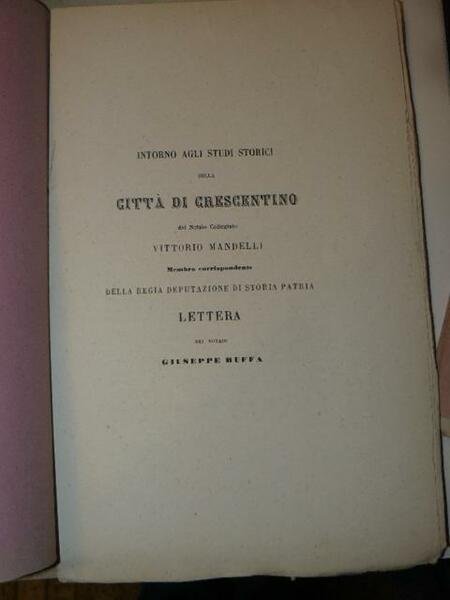 INTORNO AGLI STUDI STORICI
DELLA
CITTÀ DI CRESCENTINO
del Notaio Collegiato
VITTORIO MANDELLI
Membro corrispondente
DELLA REGIA DEPUTAZIONE DI STORIA PATRIA
LETTERA
DEL NOTAIO
GIUSEPPE BUFFA